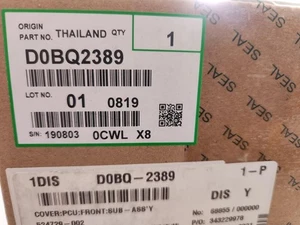 ORIGIN
PART NO. THAILAND QTY
D0BQ2389 1
LOT NO.
01 0819
S/N: 190803 0CWL X8
SEAL SEAL SEAL SEAL
1DIS D0BQ-2389 1-P
DIS Y
COVER:PCU:FRONT:SUB-ASS'Y